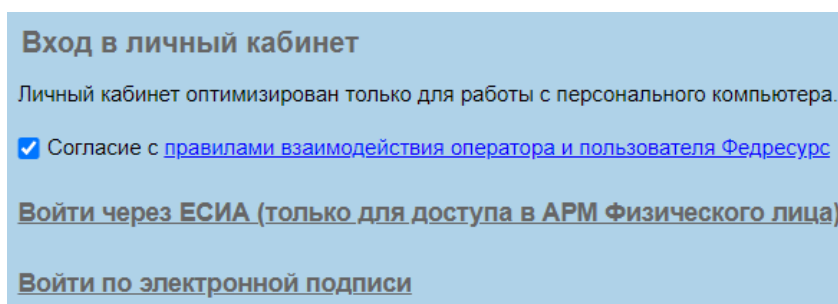 Вход в личный кабинет
Личный кабинет оптимизирован только для работы с персонального компьютера.
Согласие с правилами взаимодействия оператора и пользователя Федресурс
Войти через ЕСИА (только для доступа в АРМ Физического лица)
Войти по электронной подписи